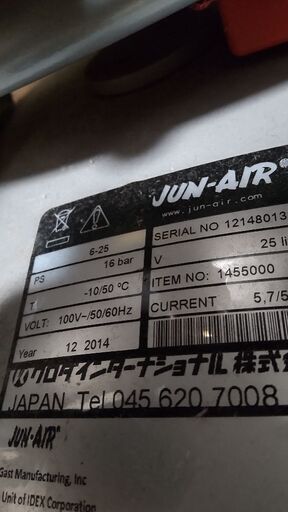 JUN-AIR®
www.jun-air.com
6-25
SERIAL NO 12148013
PS 16 bar
V 25 li
T -10/50 °C
ITEM NO: 1455000
VOLT: 100V~/50/60Hz
CURRENT 5,7/5
Year 12 2014
クロダインターナショナル 株式会
JAPAN Tel 045 620 7008
JUN-AIR®
Gast Manufacturing, Inc
Unit of IDEX Corporation